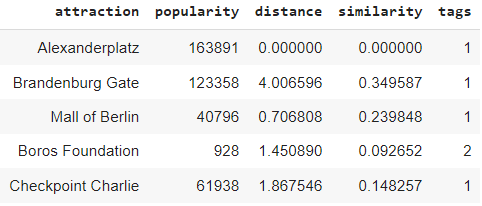 attraction popularity distance similarity tags
Alexanderplatz 163891 0.000000 0.000000 1
Brandenburg Gate 123358 4.006596 0.349587 1
Mall of Berlin 40796 0.706808 0.239848 1
Boros Foundation 928 1.450890 0.092652 2
Checkpoint Charlie 61938 1.867546 0.148257 1